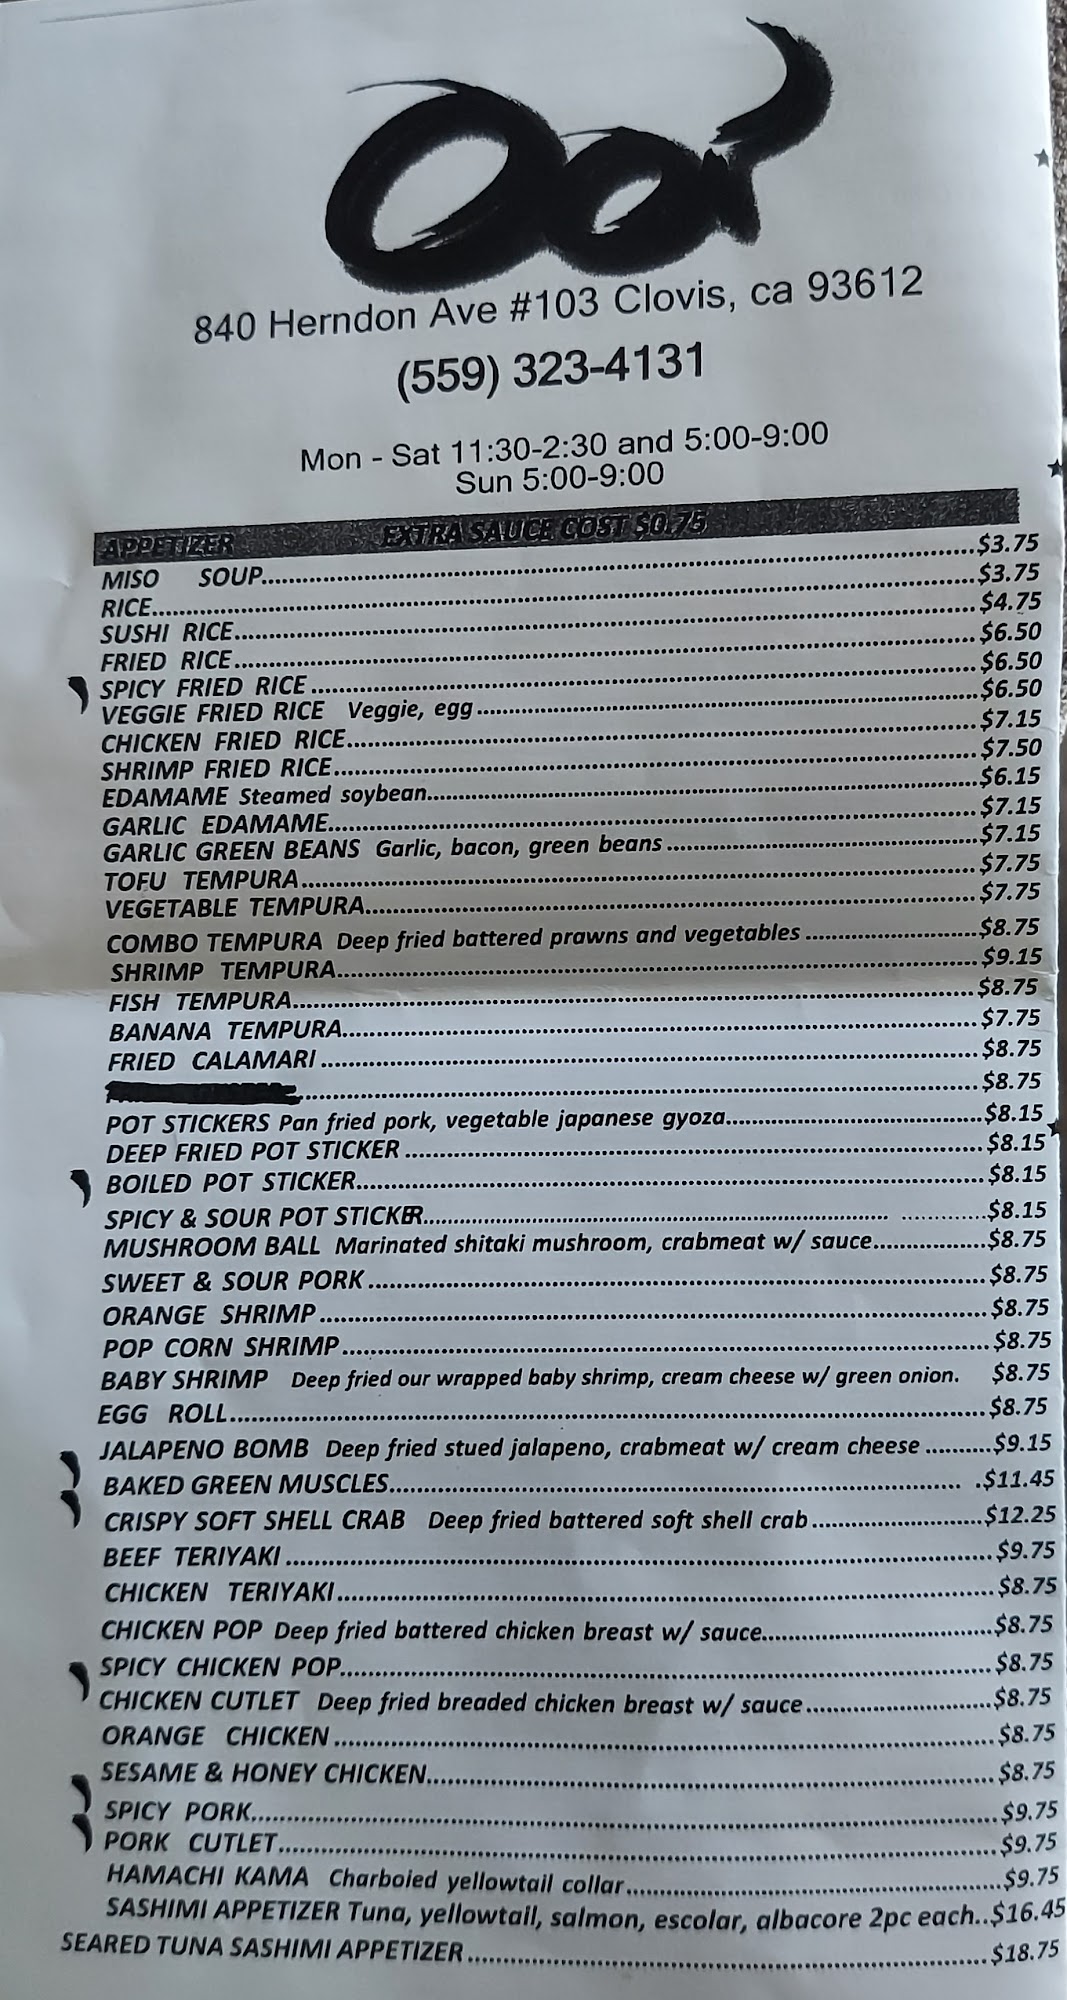 Oor
840 Herndon Ave #103 Clovis, ca 93612
(559) 323-4131
Mon - Sat 11:30-2:30 and 5:00-9:00
Sun 5:00-9:00
APPETIZER EXTRA SAUCE COST $0.75
MISO SOUP $3.75
RICE $3.75
SUSHI RICE $4.75
FRIED RICE $6.50
SPICY FRIED RICE $6.50
VEGGIE FRIED RICE Veggie, egg $6.50
CHICKEN FRIED RICE $7.15
SHRIMP FRIED RICE $7.50
EDAMAME Steamed soybean $6.15
GARLIC EDAMAME $7.15
GARLIC GREEN BEANS Garlic, bacon, green beans $7.15
TOFU TEMPURA $7.75
VEGETABLE TEMPURA $7.75
COMBO TEMPURA Deep fried battered prawns and vegetables $8.75
SHRIMP TEMPURA $9.15
FISH TEMPURA $8.75
BANANA TEMPURA $7.75
FRIED CALAMARI $8.75
$8.75
POT STICKERS Pan fried pork, vegetable japanese gyoza $8.15
DEEP FRIED POT STICKER $8.15
BOILED POT STICKER $8.15
SPICY & SOUR POT STICKER $8.15
MUSHROOM BALL Marinated shitaki mushroom, crabmeat w/ sauce $8.75
SWEET & SOUR PORK $8.75
ORANGE SHRIMP $8.75
POP CORN SHRIMP $8.75
BABY SHRIMP Deep fried our wrapped baby shrimp, cream cheese w/ green onion. $8.75
EGG ROLL $8.75
JALAPENO BOMB Deep fried stued jalapeno, crabmeat w/ cream cheese $9.15
BAKED GREEN MUSCLES $11.45
CRISPY SOFT SHELL CRAB Deep fried battered soft shell crab $12.25
BEEF TERIYAKI $9.75
CHICKEN TERIYAKI $8.75
CHICKEN POP Deep fried battered chicken breast w/ sauce $8.75
SPICY CHICKEN POP $8.75
CHICKEN CUTLET Deep fried breaded chicken breast w/ sauce $8.75
ORANGE CHICKEN $8.75
SESAME & HONEY CHICKEN $8.75
SPICY PORK $9.75
PORK CUTLET $9.75
HAMACHI KAMA Charboied yellowtail collar $9.75
SASHIMI APPETIZER Tuna, yellowtail, salmon, escolar, albacore 2pc each..$16.45
SEARED TUNA SASHIMI APPETIZER $18.75